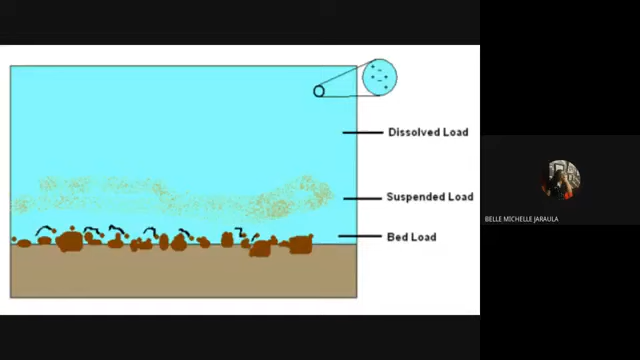 Dissolved Load
Suspended Load
Bed Load
BELLE MICHELLE JARAULA